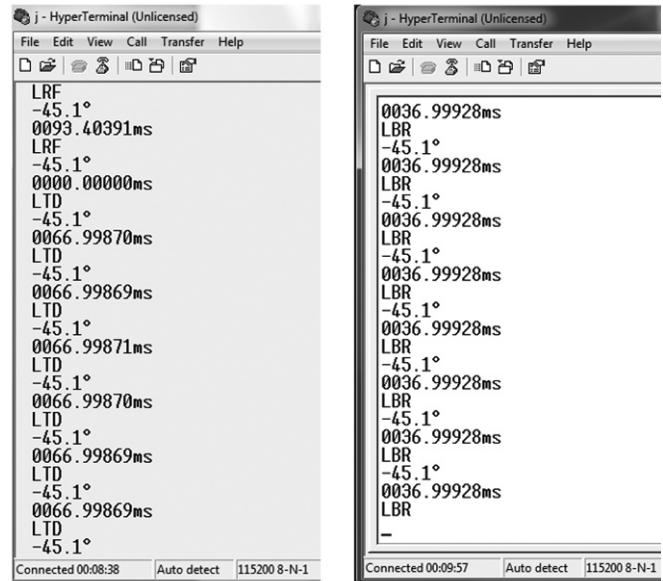 j - HyperTerminal (Unlicensed)
File Edit View Call Transfer Help
LRF
-45.1°
0093.40391ms
LRF
-45.1°
0000.00000ms
LTD
-45.1°
0066.99870ms
LTD
-45.1°
0066.99869ms
LTD
-45.1°
0066.99871ms
LTD
-45.1°
0066.99870ms
LTD
-45.1°
0066.99869ms
LTD
-45.1°
0066.99869ms
LTD
-45.1°
Connected 00:08:38 Auto detect 115200 8-N-1
j - HyperTerminal (Unlicensed)
File Edit View Call Transfer Help
0036.99928ms
LBR
-45.1°
0036.99928ms
LBR
-45.1°
0036.99928ms
LBR
-45.1°
0036.99928ms
LBR
-45.1°
0036.99928ms
LBR
-45.1°
0036.99928ms
LBR
-45.1°
0036.99928ms
LBR
-45.1°
0036.99928ms
LBR
_
Connected 00:09:57 Auto detect 115200 8-N-1